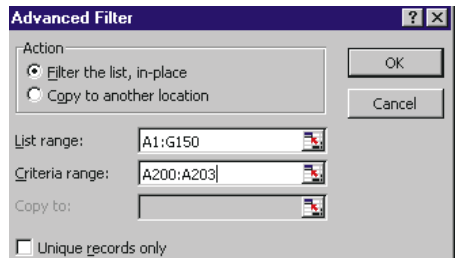 Advanced Filter
Action
Filter the list, in-place
Copy to another location
OK
Cancel
List range: A1:G150
Criteria range: A200:A203
Copy to:
Unique records only